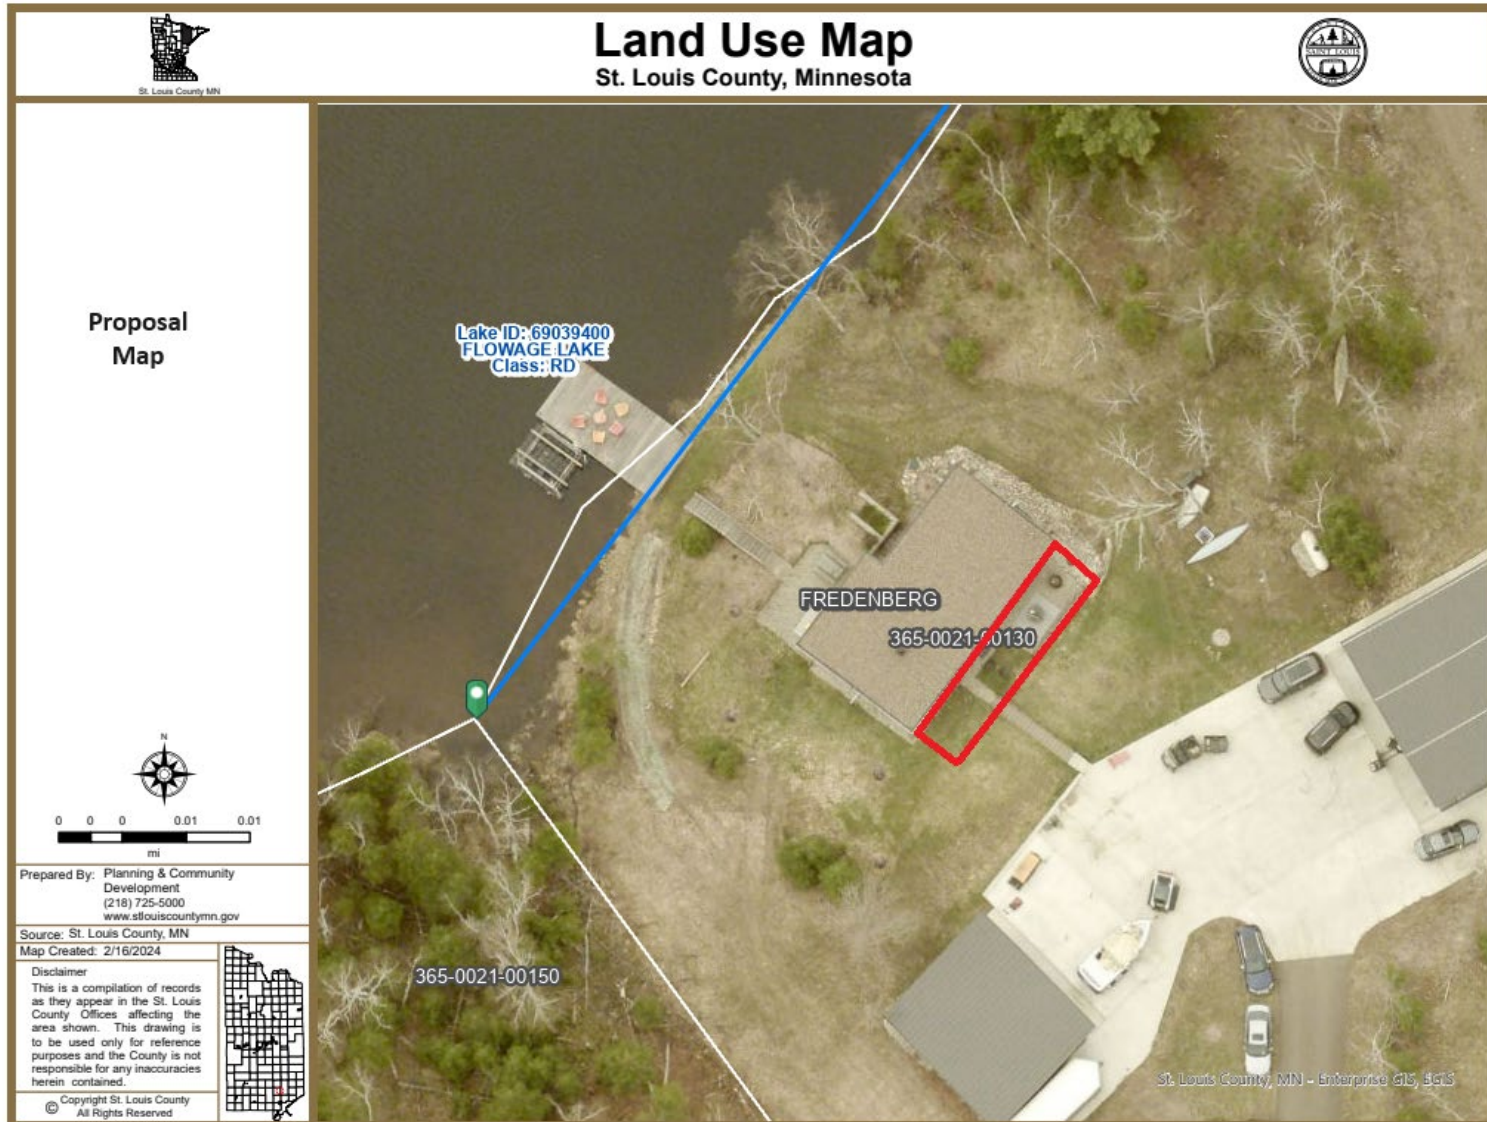 Land Use Map
St. Louis County, Minnesota
St. Louis County MN
SAINT LOUIS
Proposal
Map
Lake ID: 69039400
FLOWAGE LAKE
Class: RD
FREDENBERG
365-0021-00130
365-0021-00150
N
0 0 0 0.01 0.01
mi
Prepared By: Planning & Community
Development
(218) 725-5000
www.stlouiscountymn.gov
Source: St. Louis County, MN
Map Created: 2/16/2024
Disclaimer
This is a compilation of records
as they appear in the St. Louis
County Offices affecting the
area shown. This drawing is
to be used only for reference
purposes and the County is not
responsible for any inaccuracies
herein contained.
© Copyright St. Louis County
All Rights Reserved
St. Louis County, MN - Enterprise GIS, EGIS